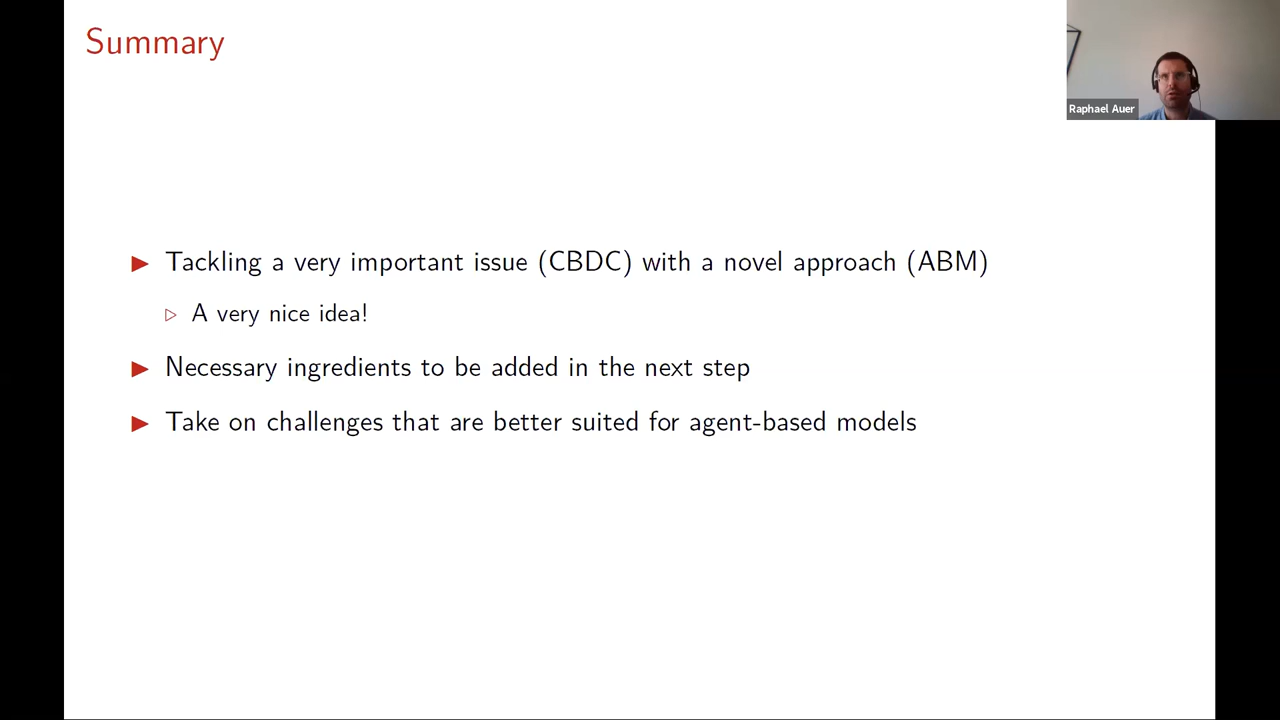 Summary
Raphael Auer
▶ Tackling a very important issue (CBDC) with a novel approach (ABM)
▷ A very nice idea!
▶ Necessary ingredients to be added in the next step
▶ Take on challenges that are better suited for agent-based models